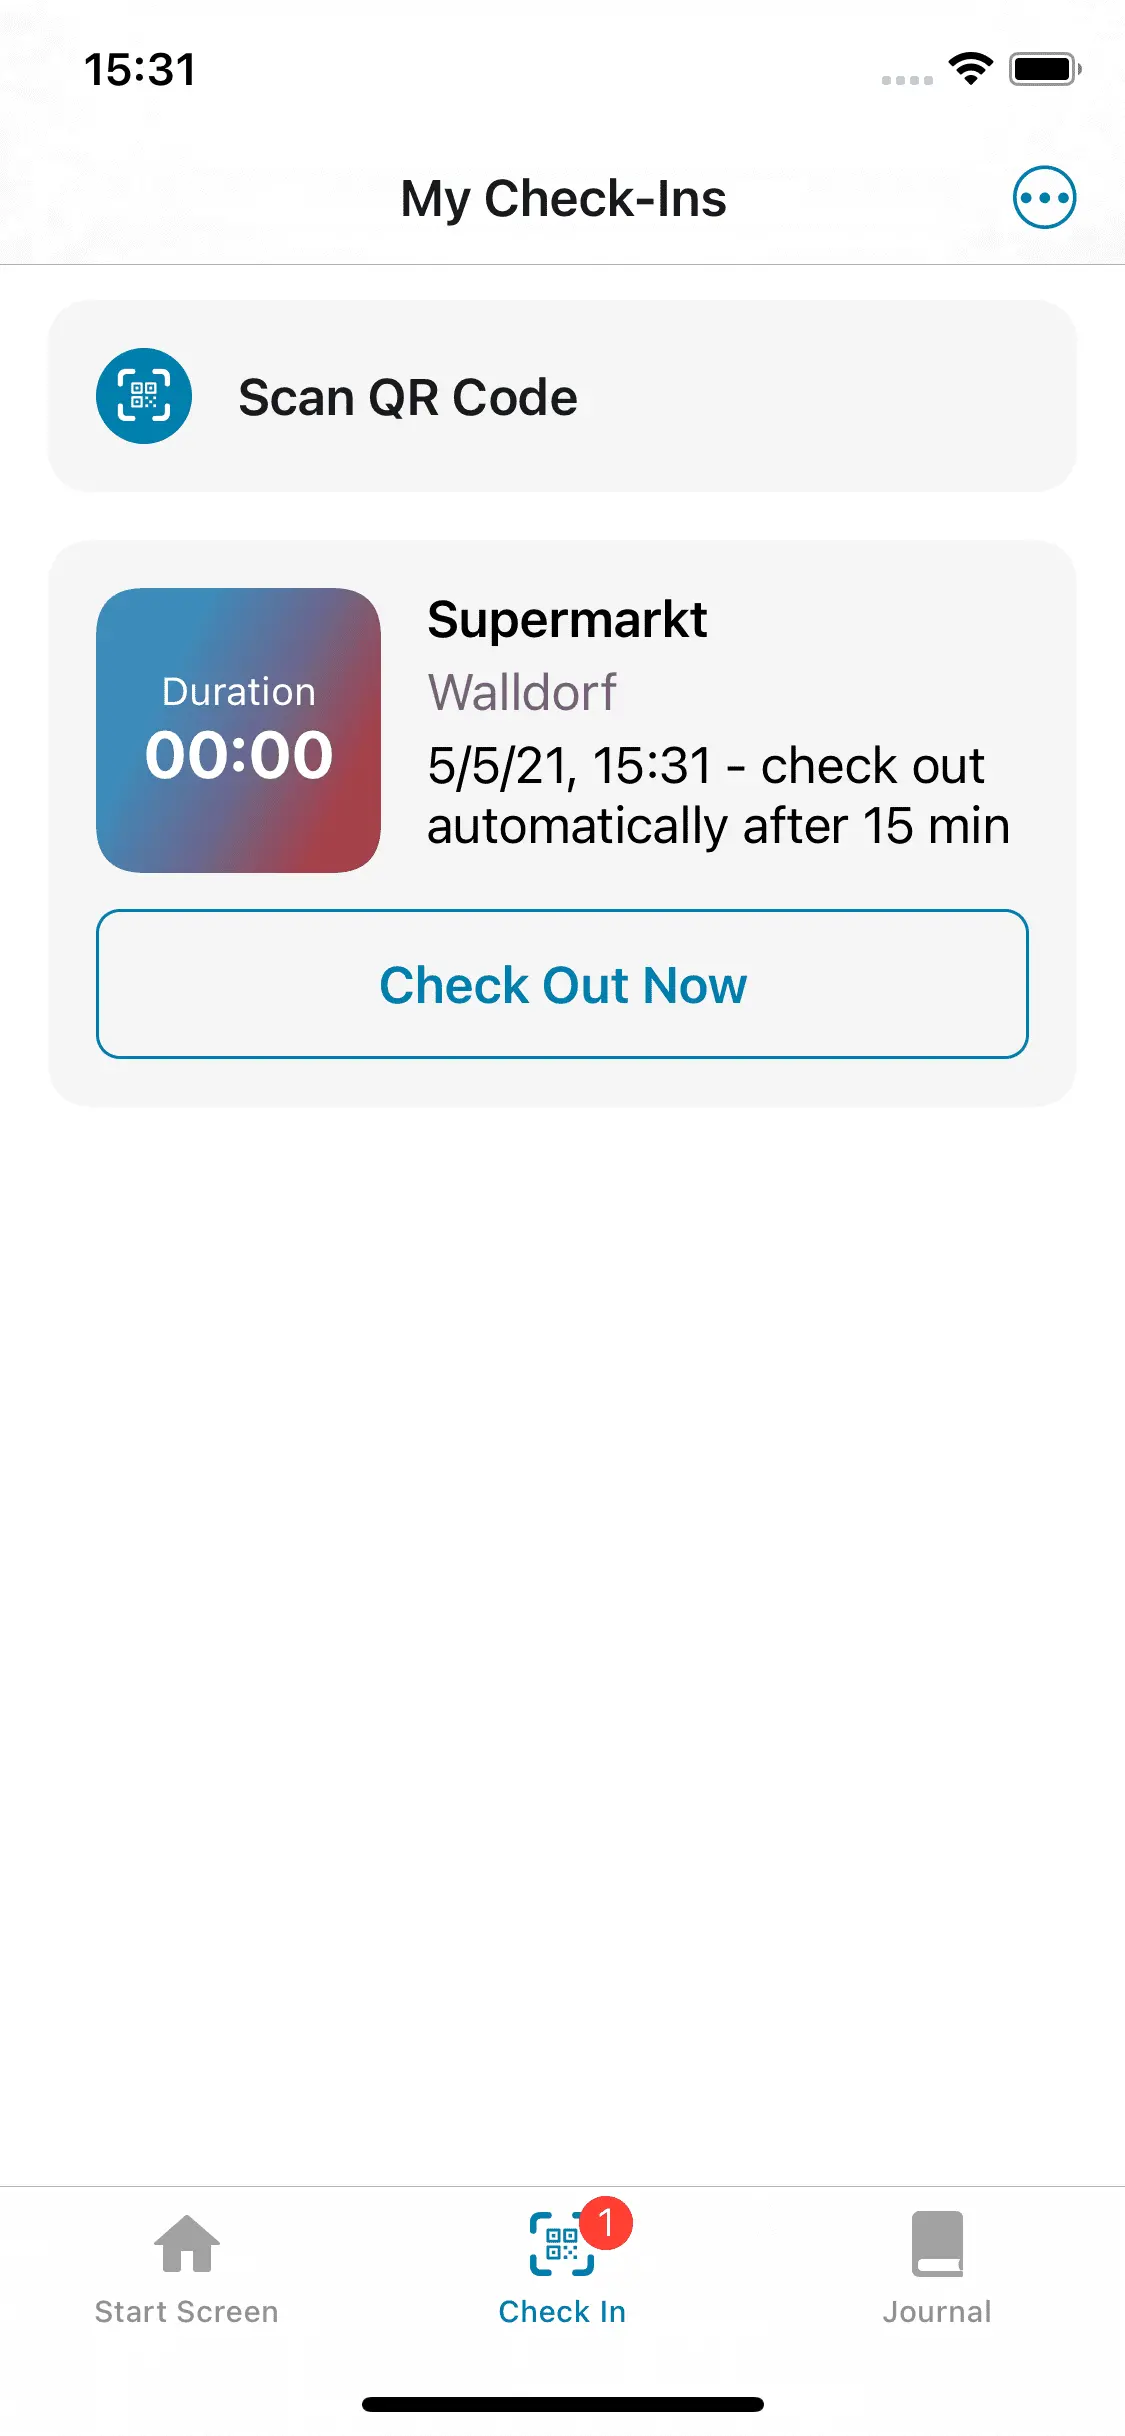 15:31
My Check-Ins
Scan QR Code
Duration
00:00
Supermarkt
Walldorf
5/5/21, 15:31 - check out
automatically after 15 min
Check Out Now
1
Start Screen
Check In
Journal